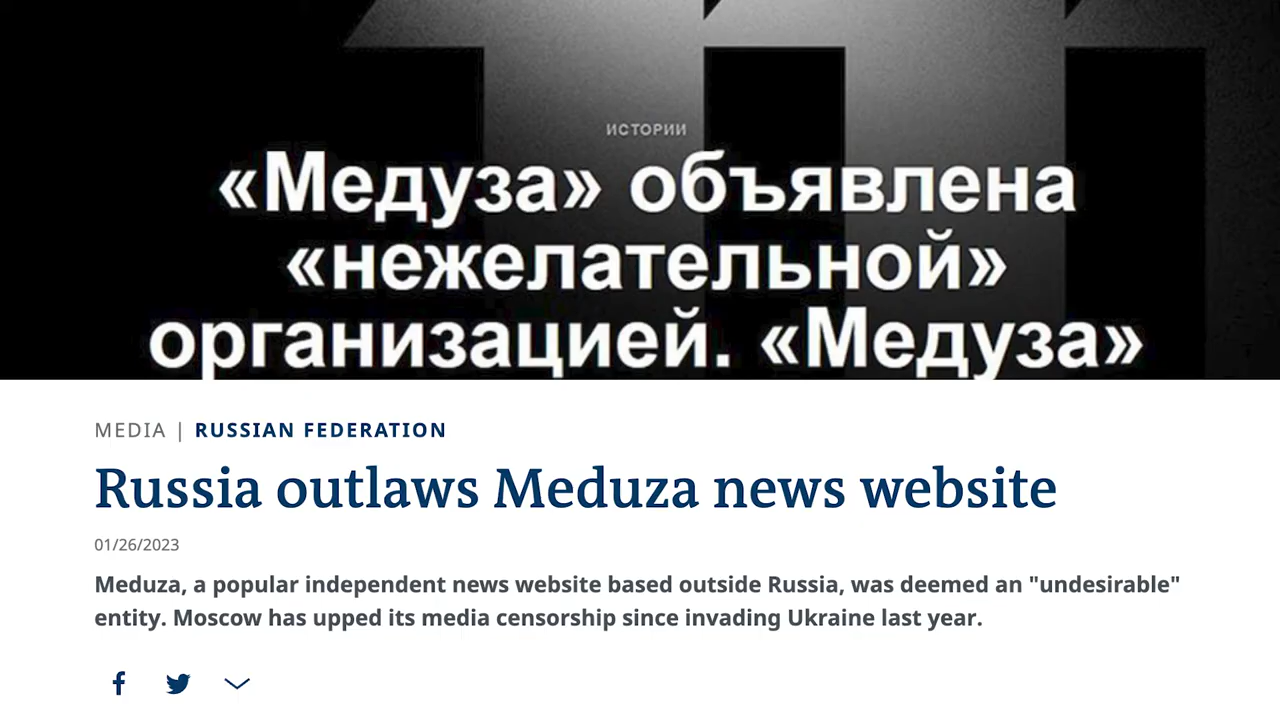 ИСТОРИИ
«Медуза» объявлена
«нежелательной»
организацией. «Медуза»
MEDIA | RUSSIAN FEDERATION
Russia outlaws Meduza news website
01/26/2023
Meduza, a popular independent news website based outside Russia, was deemed an "undesirable"
entity. Moscow has upped its media censorship since invading Ukraine last year.